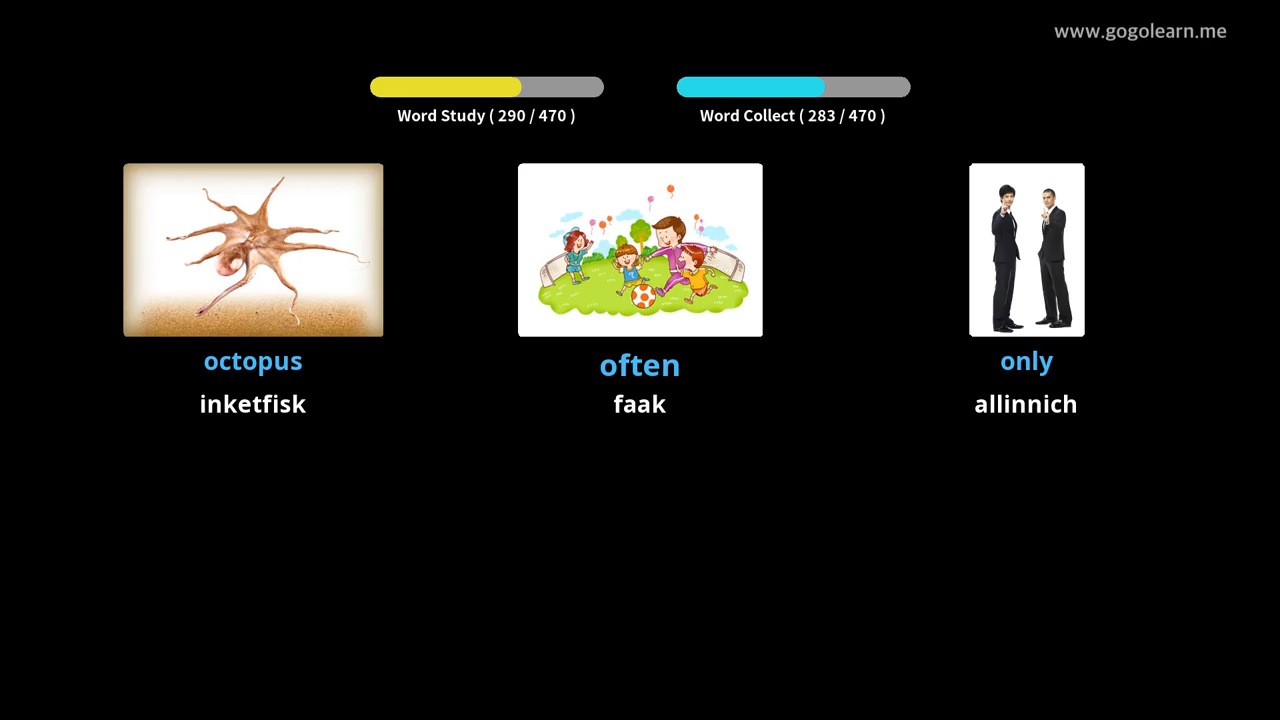 www.gogolearn.me
Word Study ( 290 / 470 )
Word Collect ( 283 / 470 )
octopus
often
only
inketfisk
faak
allinnich